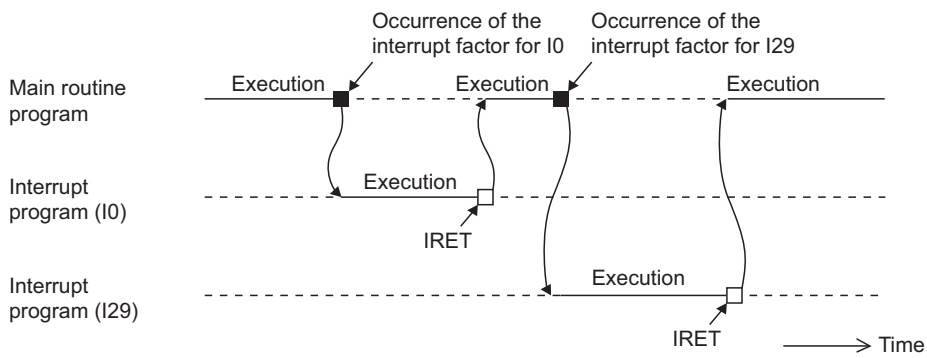 Occurrence of the
interrupt factor for I0
Occurrence of the
interrupt factor for I29
Main routine
program
Execution
Execution
Execution
Interrupt
program (I0)
Execution
IRET
Interrupt
program (I29)
Execution
IRET
Time